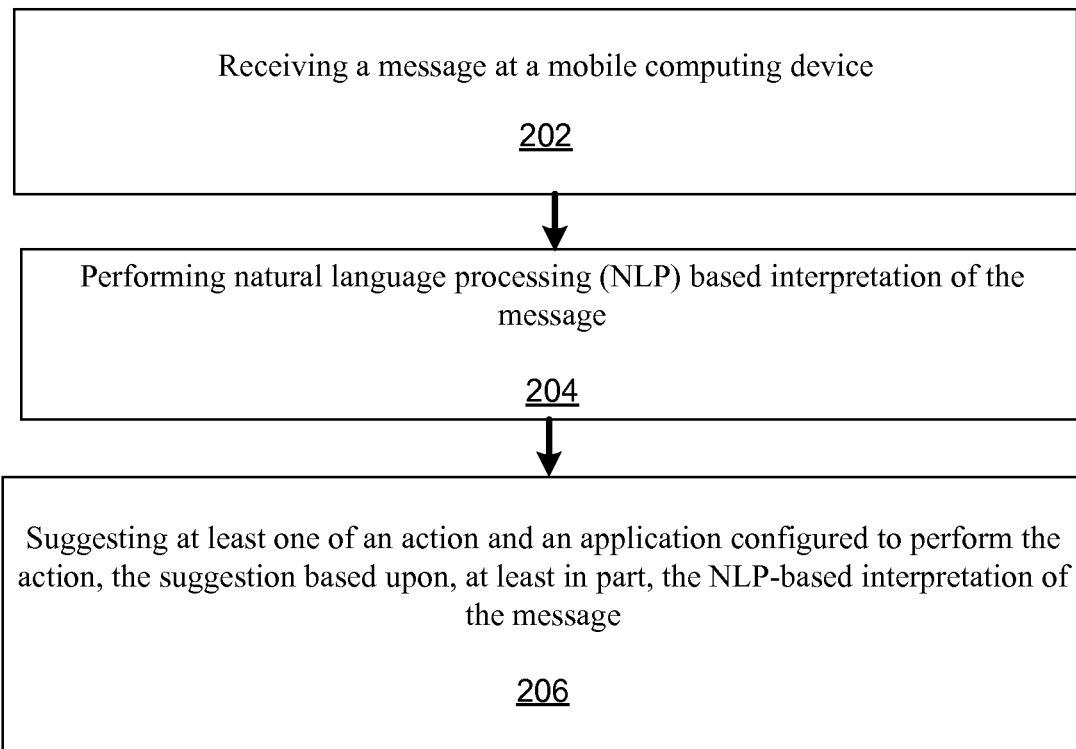 Receiving a message at a mobile computing device
202
Performing natural language processing (NLP) based interpretation of the
message
204
Suggesting at least one of an action and an application configured to perform the
action, the suggestion based upon, at least in part, the NLP-based interpretation of
the message
206